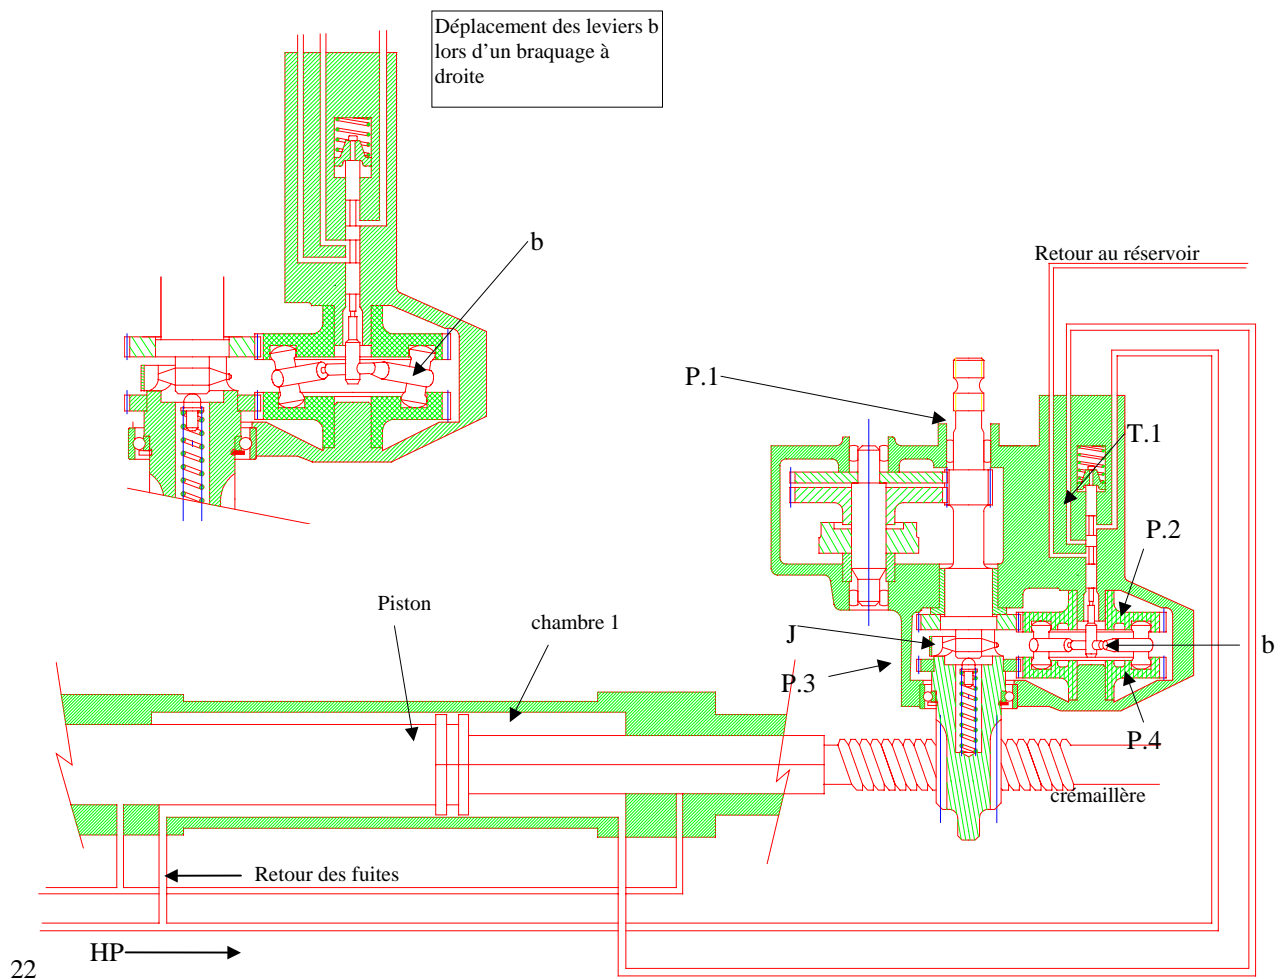 Déplacement des leviers b
lors d'un braquage à
droite
b
Retour au réservoir
P.1
T.1
P.2
Piston
chambre 1
J
b
P.3
P.4
crémaillère
Retour des fuites
HP
22